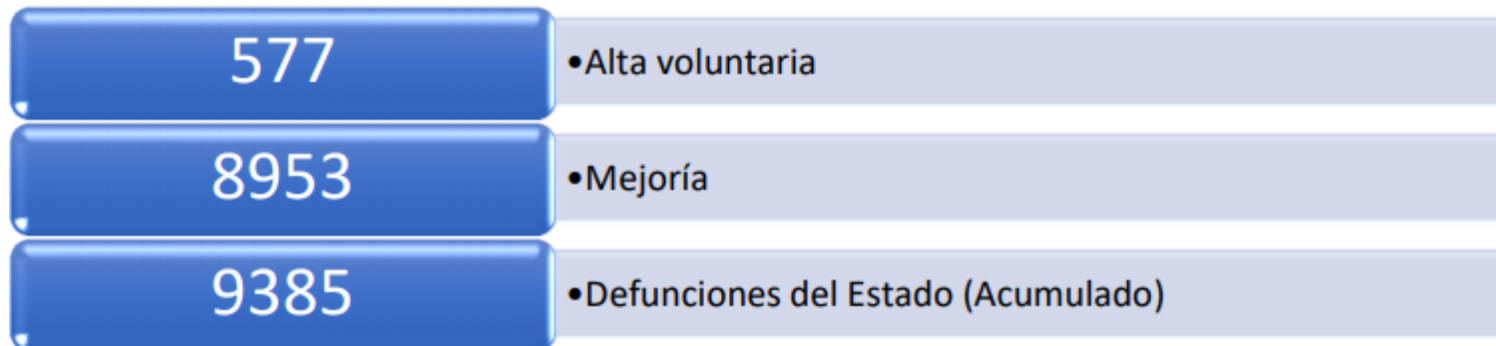 577 •Alta voluntaria
8953 •Mejoría
9385 •Defunciones del Estado (Acumulado)